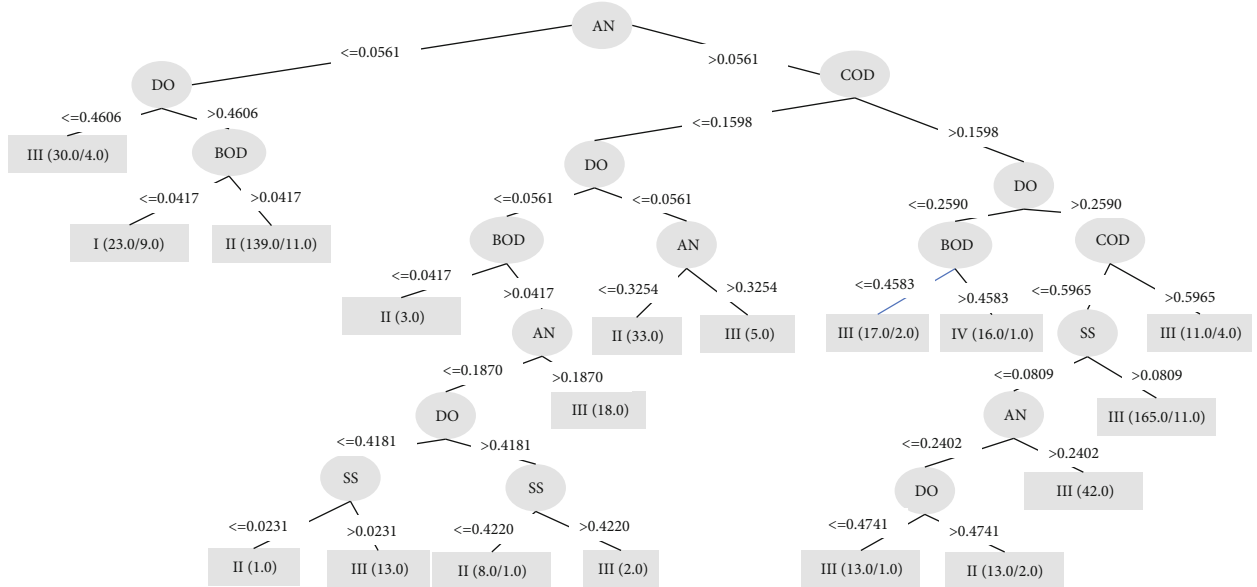 AN
<=0.0561
>0.0561
DO
COD
<=0.4606
>0.4606
<=0.1598
>0.1598
III (30.0/4.0)
BOD
DO
DO
<=0.0417
>0.0417
<=0.0561
<=0.0561
<=0.2590
>0.2590
I (23.0/9.0)
II (139.0/11.0)
BOD
AN
BOD
COD
<=0.0417
>0.0417
<=0.3254
>0.3254
<=0.4583
>0.4583
<=0.5965
>0.5965
II (3.0)
AN
II (33.0)
III (5.0)
III (17.0/2.0)
IV (16.0/1.0)
SS
III (11.0/4.0)
<=0.1870
>0.1870
<=0.0809
>0.0809
DO
III (18.0)
AN
III (165.0/11.0)
<=0.4181
>0.4181
<=0.2402
>0.2402
SS
SS
DO
III (42.0)
<=0.0231
>0.0231
<=0.4220
>0.4220
<=0.4741
>0.4741
II (1.0)
III (13.0)
II (8.0/1.0)
III (2.0)
III (13.0/1.0)
II (13.0/2.0)